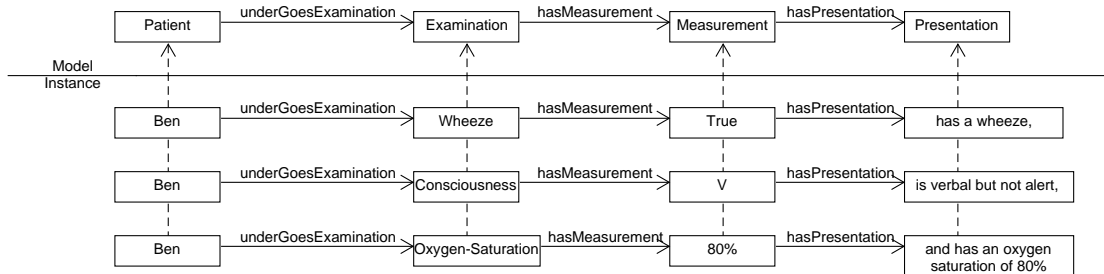 underGoesExamination hasMeasurement hasPresentation
Patient Examination Measurement Presentation
Model
Instance
underGoesExamination hasMeasurement hasPresentation
Ben Wheeze True has a wheeze,
underGoesExamination hasMeasurement hasPresentation
Ben Consciousness V is verbal but not alert,
underGoesExamination hasMeasurement hasPresentation
Ben Oxygen-Saturation 80% and has an oxygen
saturation of 80%